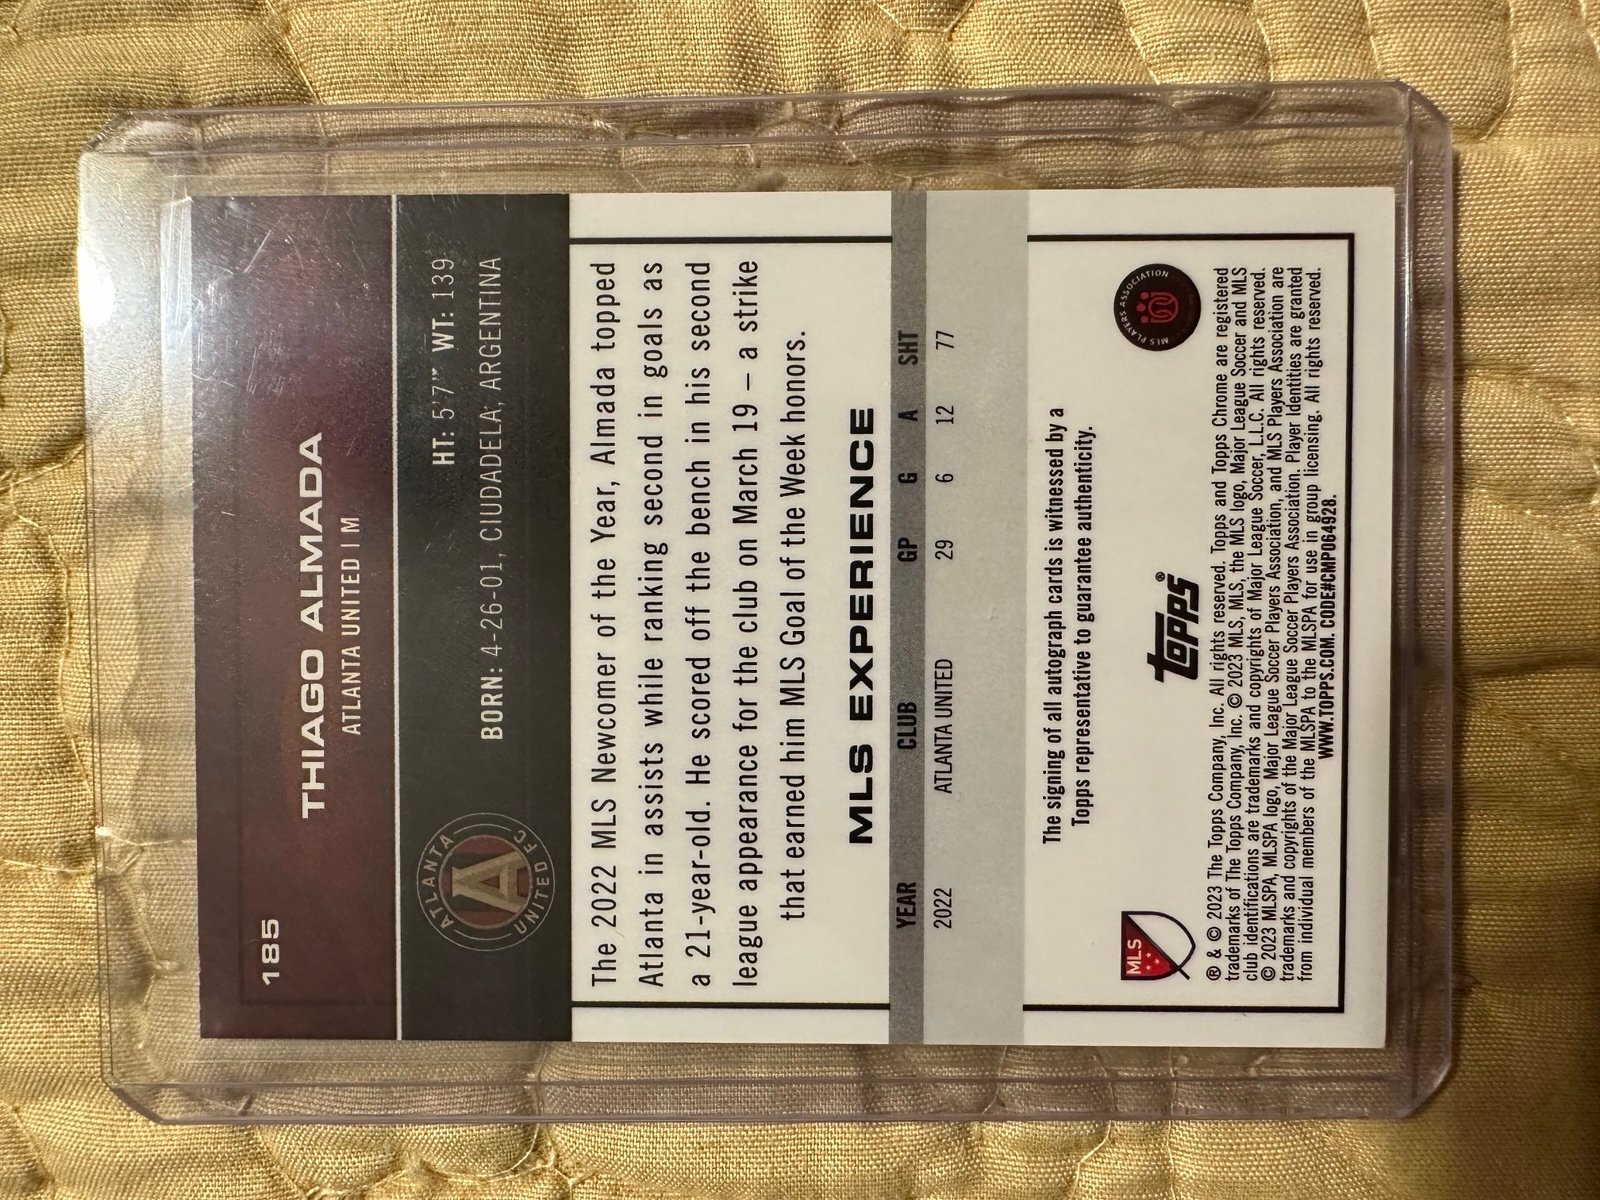 185
THIAGO ALMADA
ATLANTA UNITED | M
ATLANTA
UNITED FC
A
HT: 5'7" WT: 139
BORN: 4-26-01, CIUDADELA, ARGENTINA
The 2022 MLS Newcomer of the Year, Almada topped
Atlanta in assists while ranking second in goals as
a 21-year-old. He scored off the bench in his second
league appearance for the club on March 19 – a strike
that earned him MLS Goal of the Week honors.
MLS EXPERIENCE
YEAR CLUB GP G A SHT
2022 ATLANTA UNITED 29 6 12 77
The signing of all autograph cards is witnessed by a
Topps representative to guarantee authenticity.
MLS
topps®
MLS PLAYERS ASSOCIATION
® & © 2023 The Topps Company, Inc. All rights reserved. Topps and Topps Chrome are registered
trademarks of The Topps Company, Inc. © 2023 MLS, MLS, the MLS logo, Major League Soccer and MLS
club identifications are trademarks and copyrights of Major League Soccer, L.L.C. All rights reserved.
© 2023 MLSPA, MLSPA logo, Major League Soccer Players Association, and MLS Players Association are
trademarks and copyrights of the Major League Soccer Players Association. Player Identities are granted
from individual members of the MLSPA to the MLSPA for use in group licensing. All rights reserved.
WWW.TOPPS.COM. CODE#CMP064928.